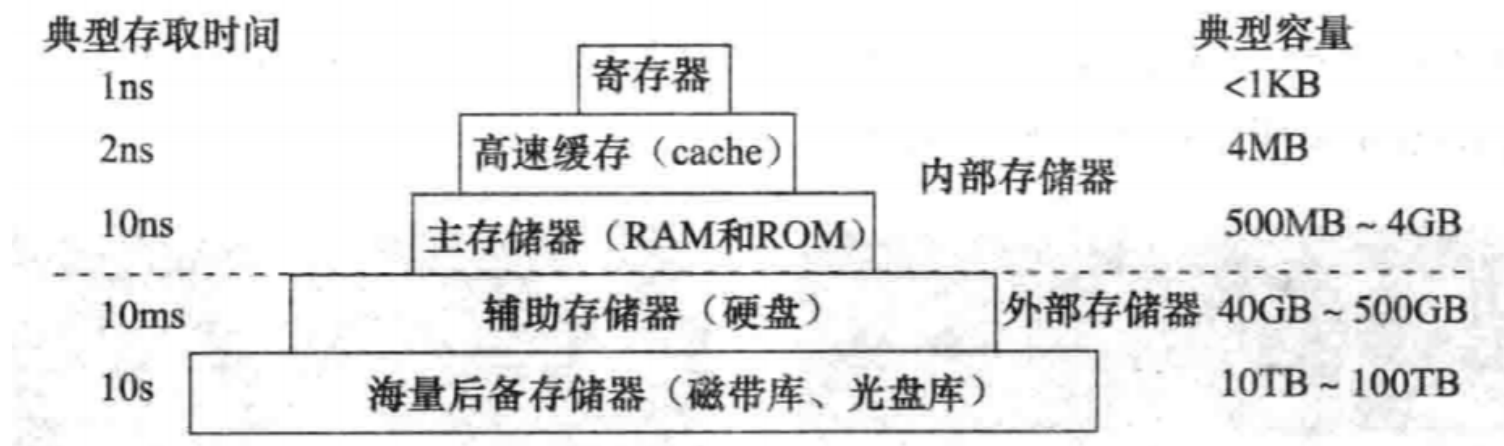 典型存取时间 典型容量
1ns 寄存器 <1KB
2ns 高速缓存（cache） 4MB
内部存储器
10ns 主存储器（RAM和ROM） 500MB ~ 4GB
10ms 辅助存储器（硬盘） 外部存储器 40GB ~ 500GB
10s 海量后备存储器（磁带库、光盘库） 10TB ~ 100TB